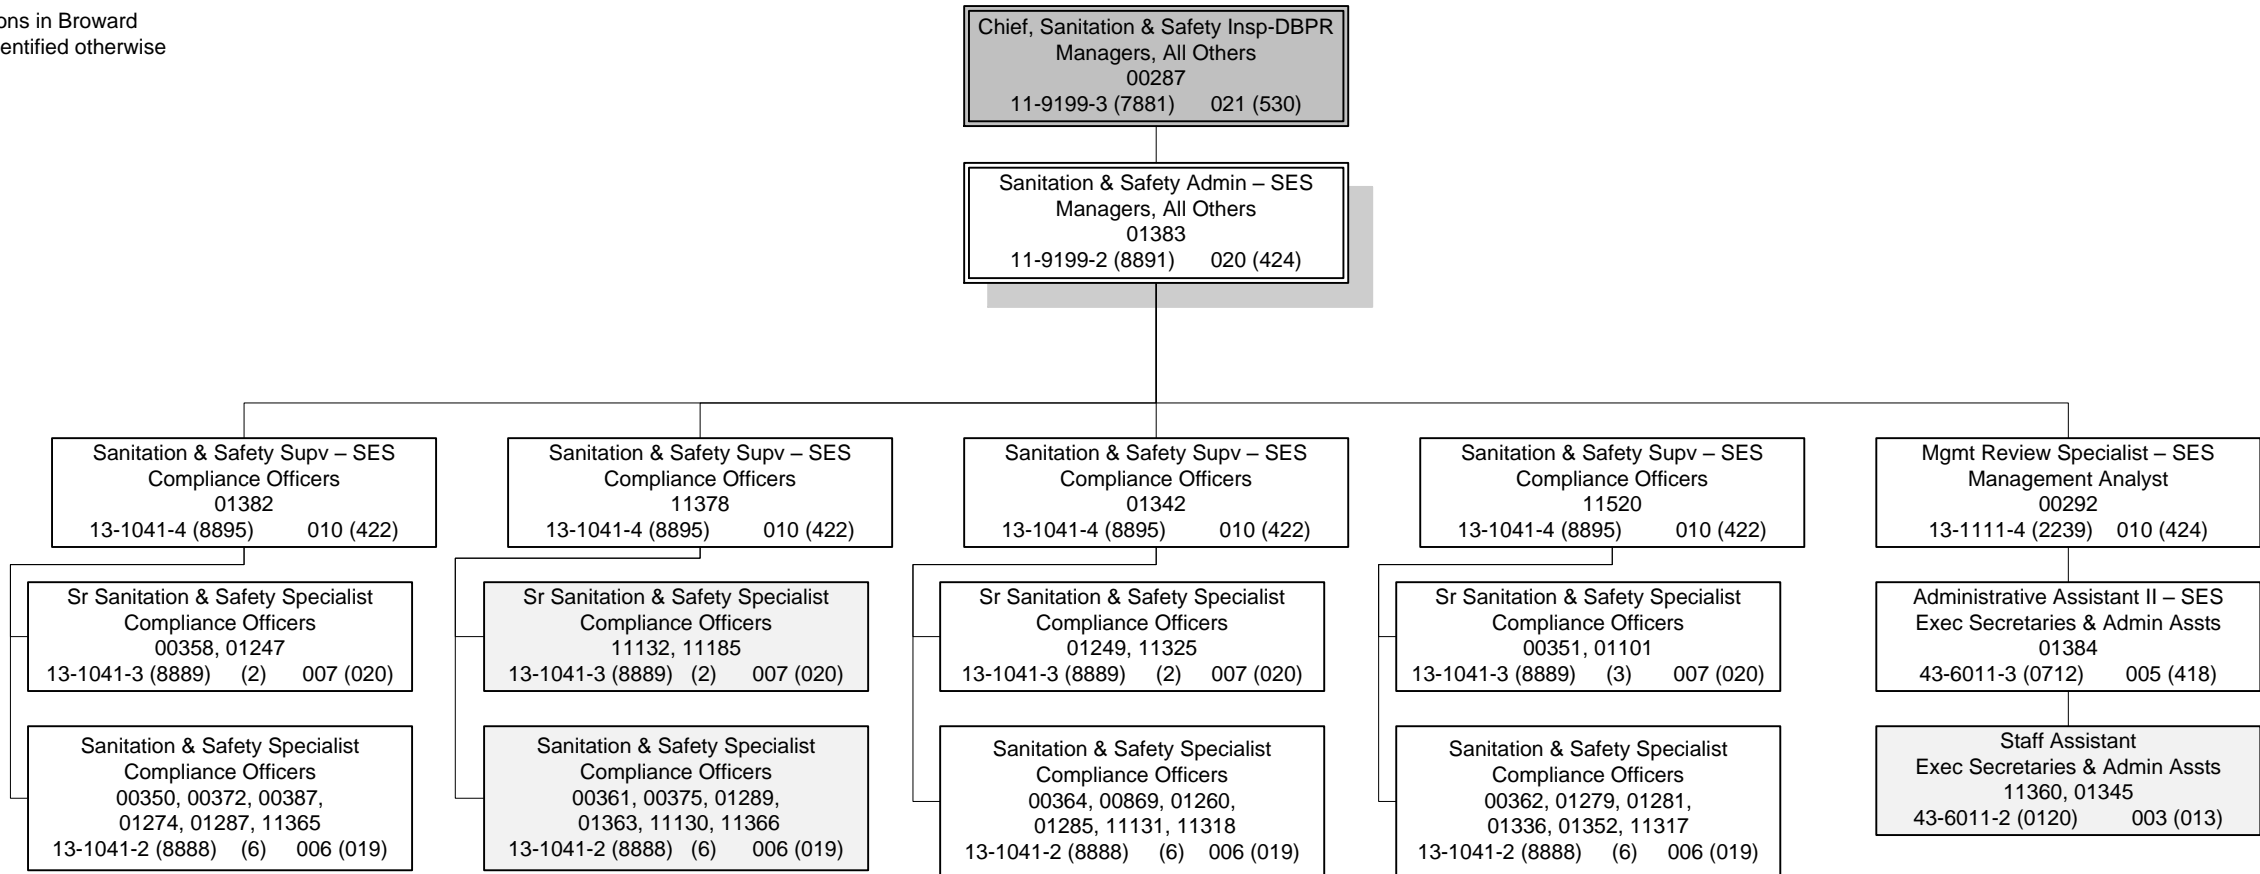 ons in Broward
entified otherwise
Chief, Sanitation & Safety Insp-DBPR
Managers, All Others
00287
11-9199-3 (7881) 021 (530)
Sanitation & Safety Admin – SES
Managers, All Others
01383
11-9199-2 (8891) 020 (424)
Sanitation & Safety Supv – SES
Compliance Officers
01382
13-1041-4 (8895) 010 (422)
Sanitation & Safety Supv – SES
Compliance Officers
11378
13-1041-4 (8895) 010 (422)
Sanitation & Safety Supv – SES
Compliance Officers
01342
13-1041-4 (8895) 010 (422)
Sanitation & Safety Supv – SES
Compliance Officers
11520
13-1041-4 (8895) 010 (422)
Mgmt Review Specialist – SES
Management Analyst
00292
13-1111-4 (2239) 010 (424)
Sr Sanitation & Safety Specialist
Compliance Officers
00358, 01247
13-1041-3 (8889) (2) 007 (020)
Sr Sanitation & Safety Specialist
Compliance Officers
11132, 11185
13-1041-3 (8889) (2) 007 (020)
Sr Sanitation & Safety Specialist
Compliance Officers
01249, 11325
13-1041-3 (8889) (2) 007 (020)
Sr Sanitation & Safety Specialist
Compliance Officers
00351, 01101
13-1041-3 (8889) (3) 007 (020)
Administrative Assistant II – SES
Exec Secretaries & Admin Assts
01384
43-6011-3 (0712) 005 (418)
Sanitation & Safety Specialist
Compliance Officers
00350, 00372, 00387,
01274, 01287, 11365
13-1041-2 (8888) (6) 006 (019)
Sanitation & Safety Specialist
Compliance Officers
00361, 00375, 01289,
01363, 11130, 11366
13-1041-2 (8888) (6) 006 (019)
Sanitation & Safety Specialist
Compliance Officers
00364, 00869, 01260,
01285, 11131, 11318
13-1041-2 (8888) (6) 006 (019)
Sanitation & Safety Specialist
Compliance Officers
00362, 01279, 01281,
01336, 01352, 11317
13-1041-2 (8888) (6) 006 (019)
Staff Assistant
Exec Secretaries & Admin Assts
11360, 01345
43-6011-2 (0120) 003 (013)